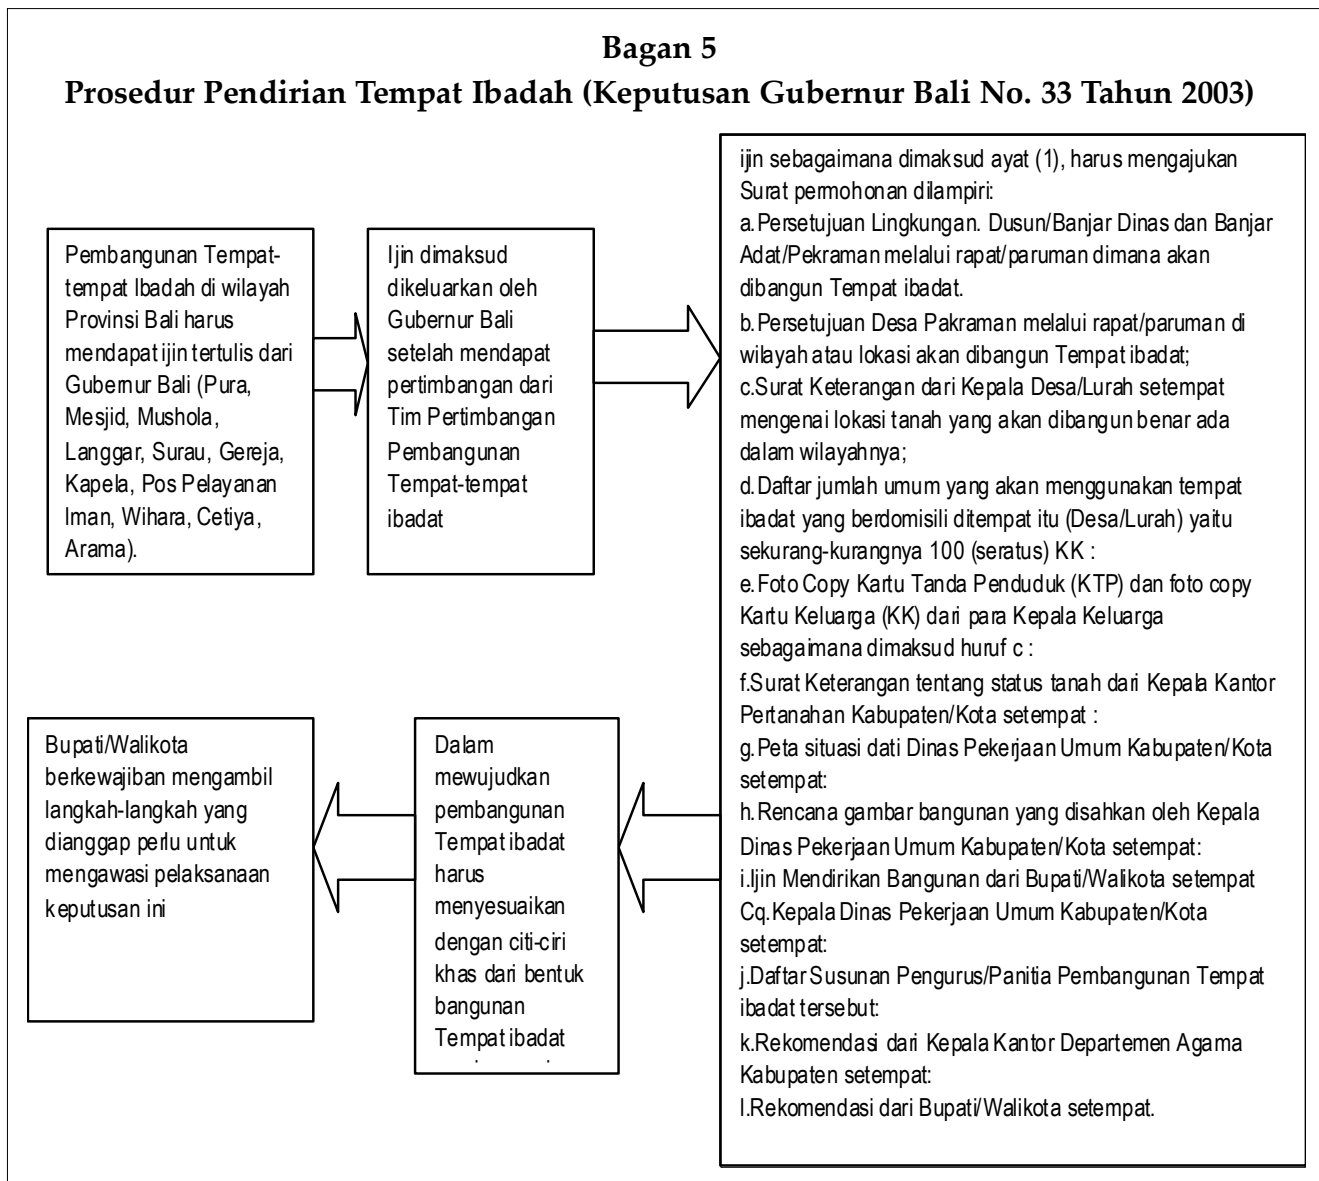 Bagan 5
Prosedur Pendirian Tempat Ibadah (Keputusan Gubernur Bali No. 33 Tahun 2003)
Pembangunan Tempat-
tempat Ibadah di wilayah
Provinsi Bali harus
mendapat ijin tertulis dari
Gubernur Bali (Pura,
Mesjid, Mushola,
Langgar, Surau, Gereja,
Kapela, Pos Pelayanan
Iman, Wihara, Cetiya,
Arama).
Ijin dimaksud
dikeluarkan oleh
Gubernur Bali
setelah mendapat
pertimbangan dari
Tim Pertimbangan
Pembangunan
Tempat-tempat
ibadat
ijin sebagaimana dimaksud ayat (1), harus mengajukan
Surat permohonan dilampiri:
a.Persetujuan Lingkungan. Dusun/Banjar Dinas dan Banjar
Adat/Pekraman melalui rapat/paruman dimana akan
dibangun Tempat ibadat.
b.Persetujuan Desa Pakraman melalui rapat/paruman di
wilayah atau lokasi akan dibangun Tempat ibadat;
c.Surat Keterangan dari Kepala Desa/Lurah setempat
mengenai lokasi tanah yang akan dibangun benar ada
dalam wilayahnya;
d.Daftar jumlah umum yang akan menggunakan tempat
ibadat yang berdomisili ditempat itu (Desa/Lurah) yaitu
sekurang-kurangnya 100 (seratus) KK :
e.Foto Copy Kartu Tanda Penduduk (KTP) dan foto copy
Kartu Keluarga (KK) dari para Kepala Keluarga
sebagaimana dimaksud huruf c :
f.Surat Keterangan tentang status tanah dari Kepala Kantor
Pertanahan Kabupaten/Kota setempat :
g.Peta situasi dati Dinas Pekerjaan Umum Kabupaten/Kota
setempat:
h.Rencana gambar bangunan yang disahkan oleh Kepala
Dinas Pekerjaan Umum Kabupaten/Kota setempat:
i.Ijin Mendirikan Bangunan dari Bupati/Walikota setempat
Cq.Kepala Dinas Pekerjaan Umum Kabupaten/Kota
setempat:
j.Daftar Susunan Pengurus/Panitia Pembangunan Tempat
ibadat tersebut:
k.Rekomendasi dari Kepala Kantor Departemen Agama
Kabupaten setempat:
l.Rekomendasi dari Bupati/Walikota setempat.
Dalam
mewujudkan
pembangunan
Tempat ibadat
harus
menyesuaikan
dengan citi-ciri
khas dari bentuk
bangunan
Tempat ibadat
Bupati/Walikota
berkewajiban mengambil
langkah-langkah yang
dianggap perlu untuk
mengawasi pelaksanaan
keputusan ini